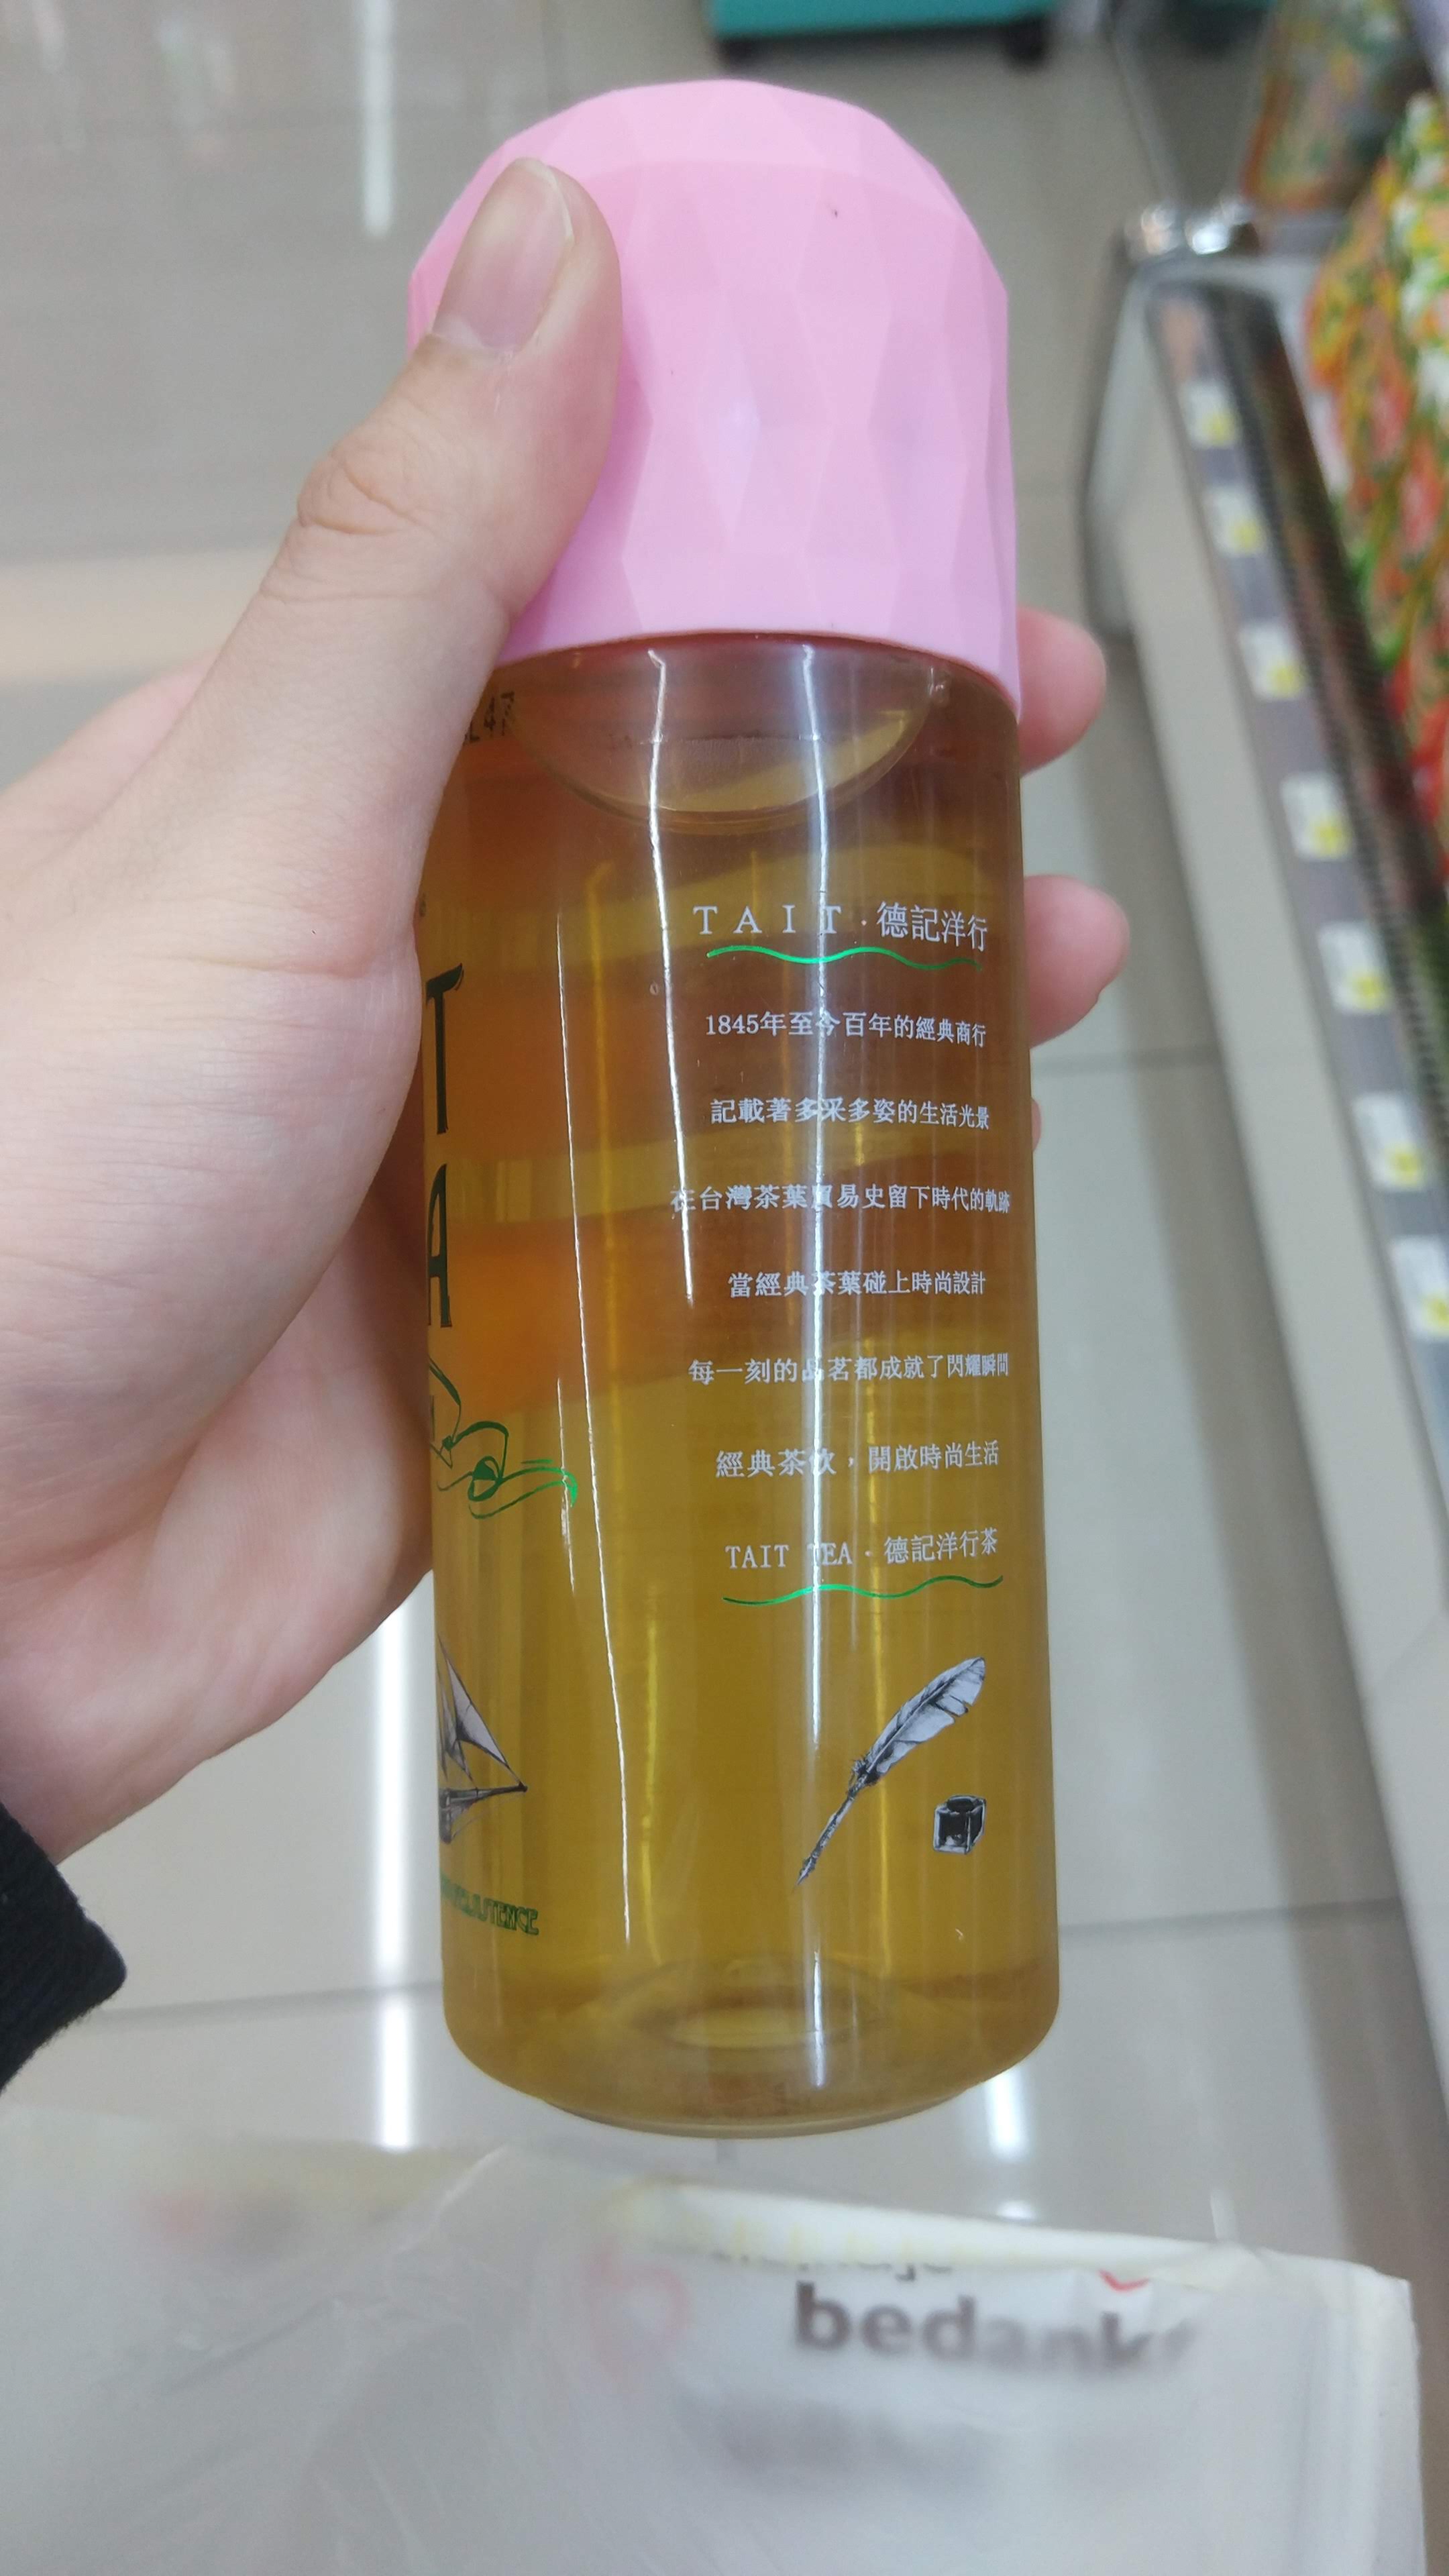 TAIT·德記洋行
1845年至今百年的經典商行
記載著多采多姿的生活光景
在台灣茶葉貿易史留下時代的軌跡
當經典茶葉碰上時尚設計
每一刻的品茗都成就了閃耀瞬間
經典茶飲，開啟時尚生活
TAIT TEA·德記洋行茶
T
A